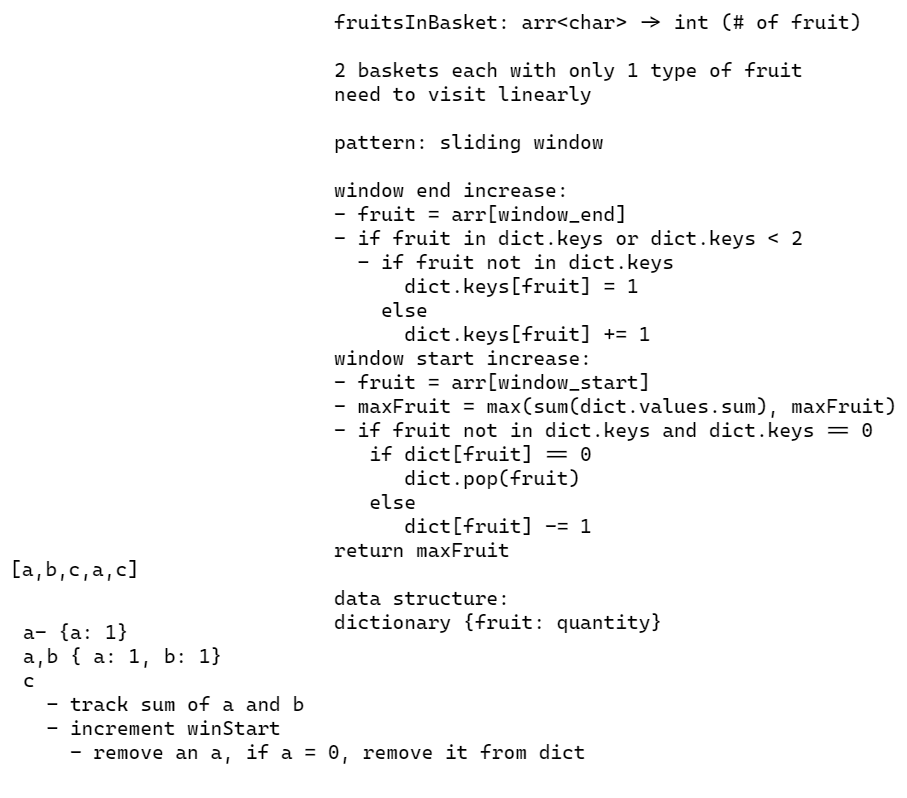 fruitsInBasket: arr<char> -> int (# of fruit)
2 baskets each with only 1 type of fruit
need to visit linearly
pattern: sliding window
window end increase:
- fruit = arr[window_end]
- if fruit in dict.keys or dict.keys < 2
- if fruit not in dict.keys
dict.keys[fruit] = 1
else
dict.keys[fruit] += 1
window start increase:
- fruit = arr[window_start]
- maxFruit = max(sum(dict.values.sum), maxFruit)
- if fruit not in dict.keys and dict.keys == 0
if dict[fruit] == 0
dict.pop(fruit)
else
dict[fruit] -= 1
return maxFruit
data structure:
dictionary {fruit: quantity}
[a,b,c,a,c]
a- {a: 1}
a,b { a: 1, b: 1}
c
- track sum of a and b
- increment winStart
- remove an a, if a = 0, remove it from dict